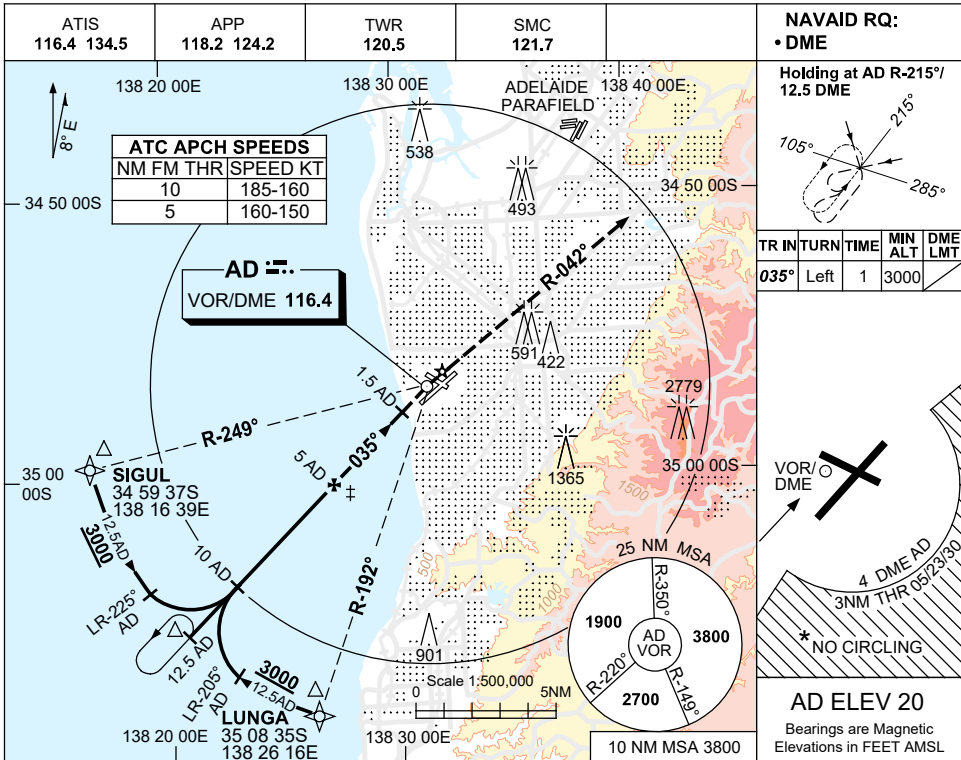 ATIS
116.4 134.5
APP
118.2 124.2
TWR
120.5
SMC
121.7
NAVAID RQ:
• DME
138 20 00E
138 30 00E
138 40 00E
8° E
ATC APCH SPEEDS
NM FM THR SPEED KT
10 185-160
5 160-150
34 50 00S
34 50 00S
538
ADELAIDE
PARAFIELD
493
AD
VOR/DME 116.4
R-042°
591
422
2779
1365
1.5 AD
R-249°
035°
5 AD
‡
35 00
00S
35 00 00S
SIGUL
34 59 37S
138 16 39E
12.5AD
3000
10 AD
R-192°
LR-225°
AD
12.5 AD
LR-205°
AD
3000
12.5AD
LUNGA
35 08 35S
138 26 16E
500
1000
1500
901
Scale 1:500,000
0 5NM
138 20 00E
138 30 00E
25 NM MSA
R-350°
1900
AD
VOR
3800
R-220°
2700
R-149°
10 NM MSA 3800
Holding at AD R-215°/
12.5 DME
215°
105°
285°
TR IN TURN TIME MIN ALT DME LMT
035° Left 1 3000
VOR/
DME
4 DME AD
3NM THR 05/23/30
*NO CIRCLING
AD ELEV 20
Bearings are Magnetic
Elevations in FEET AMSL